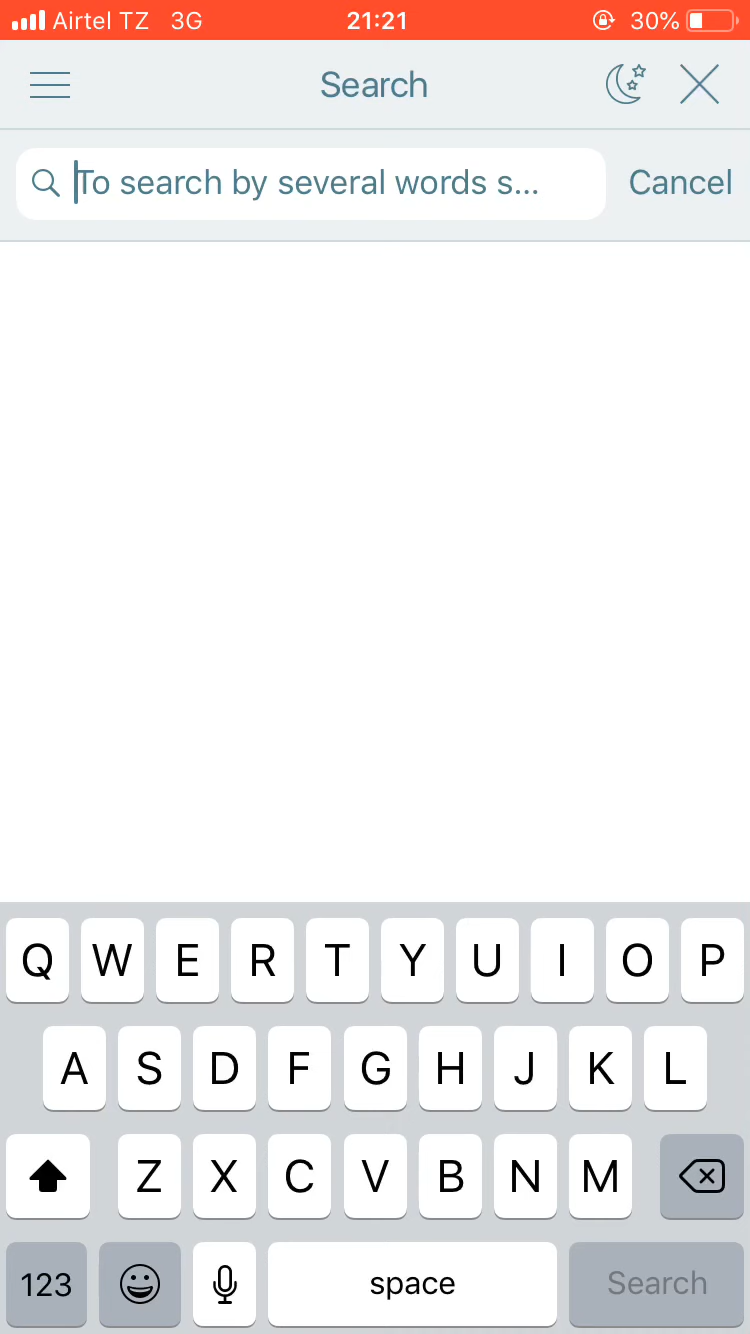 Airtel TZ 3G 21:21 30%
Search
To search by several words s... Cancel
Q W E R T Y U I O P
A S D F G H J K L
Z X C V B N M
123 space Search